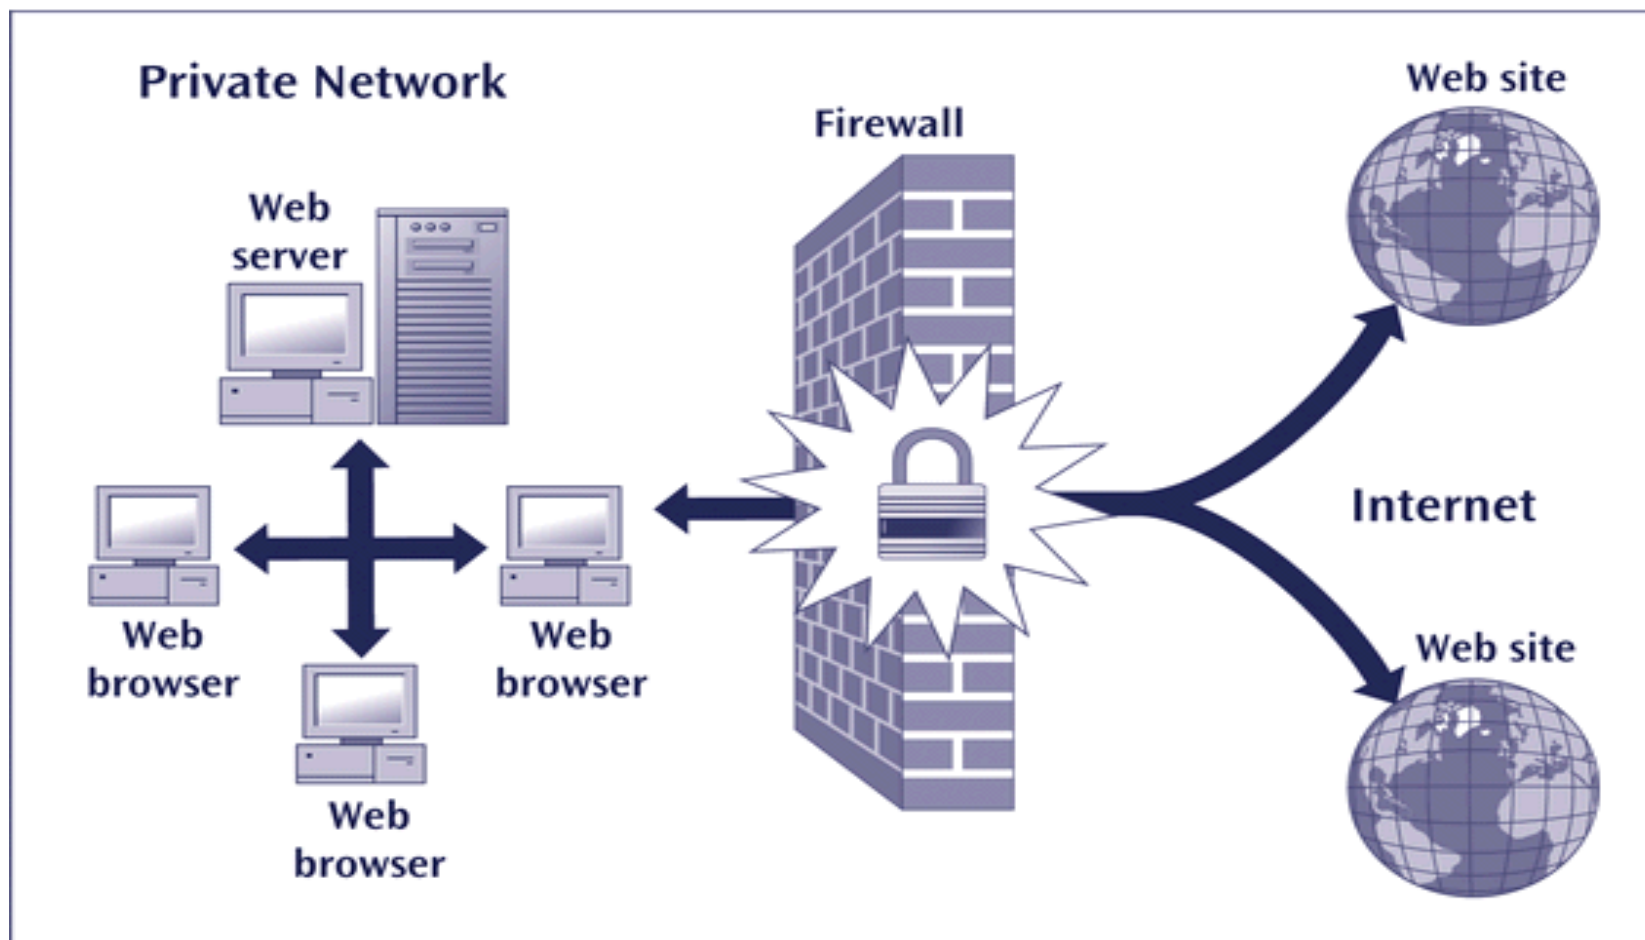 Private Network
Web
server
Web
browser
Web
browser
Web
browser
Firewall
Web site
Internet
Web site